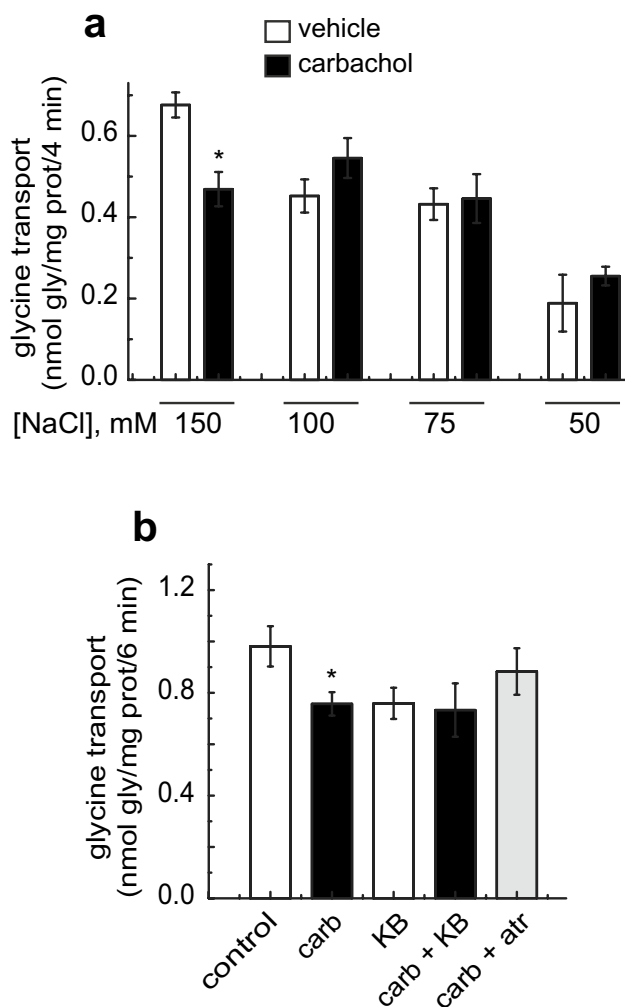 a
vehicle
carbachol
glycine transport
(nmol gly/mg prot/4 min)
0.6
0.4
0.2
0.0
*
[NaCl], mM 150 100 75 50
b
glycine transport
(nmol gly/mg prot/6 min)
1.2
0.8
0.4
0.0
*
control
carb
KB
carb + KB
carb + atr